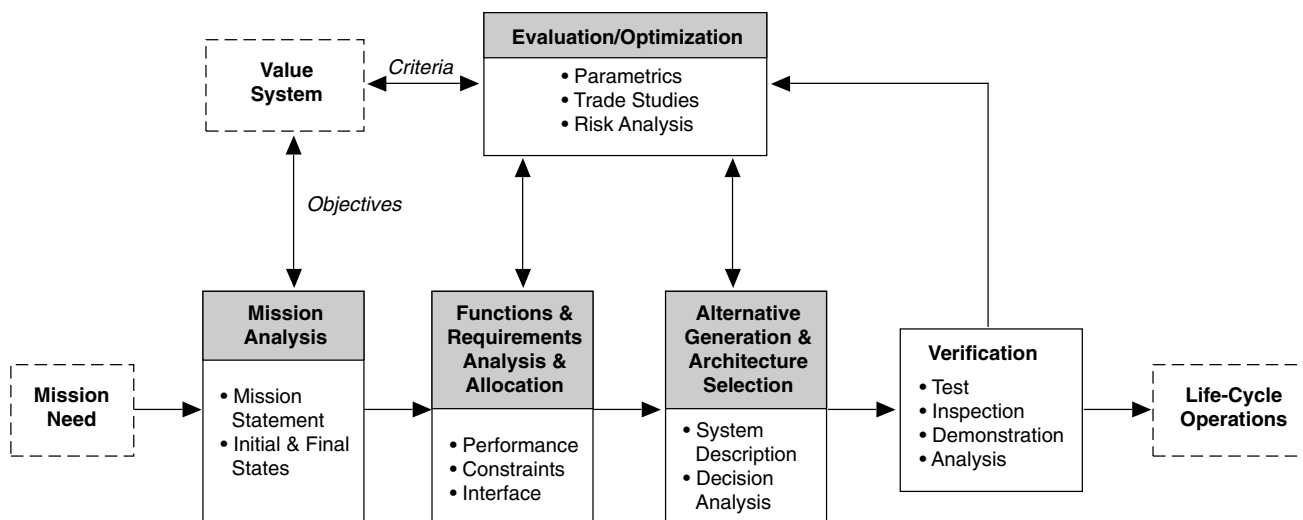 Evaluation/Optimization
• Parametrics
• Trade Studies
• Risk Analysis
Value
System
Criteria
Objectives
Mission
Need
Mission
Analysis
• Mission
Statement
• Initial & Final
States
Functions &
Requirements
Analysis &
Allocation
• Performance
• Constraints
• Interface
Alternative
Generation &
Architecture
Selection
• System
Description
• Decision
Analysis
Verification
• Test
• Inspection
• Demonstration
• Analysis
Life-Cycle
Operations